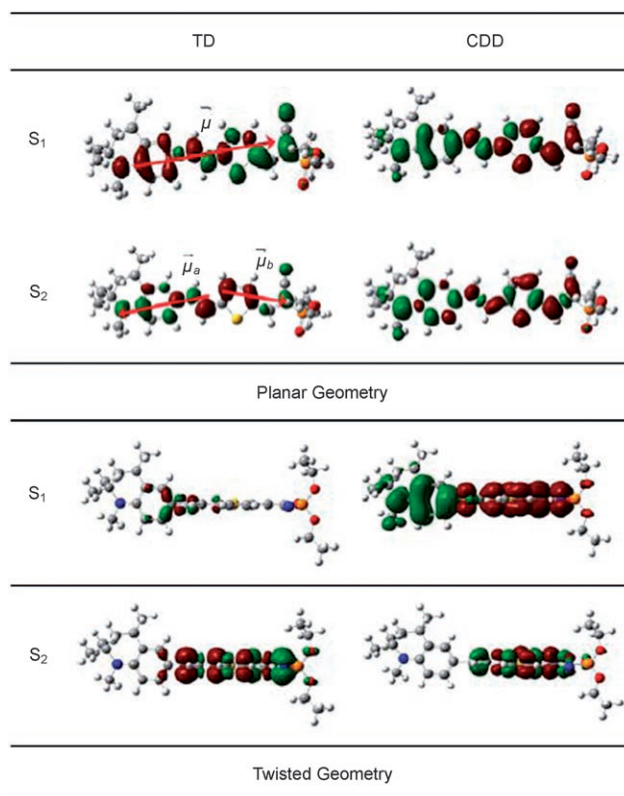 TD CDD
S1
μ
S2
μa μb
Planar Geometry
S1
S2
Twisted Geometry